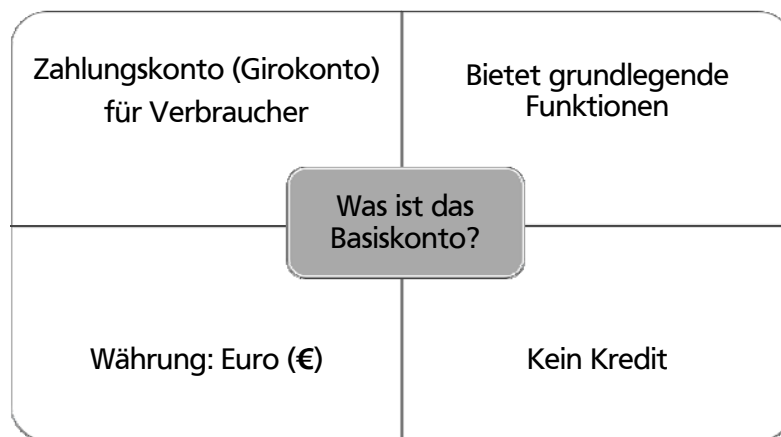 Zahlungskonto (Girokonto)
für Verbraucher
Bietet grundlegende
Funktionen
Was ist das
Basiskonto?
Währung: Euro (€)
Kein Kredit